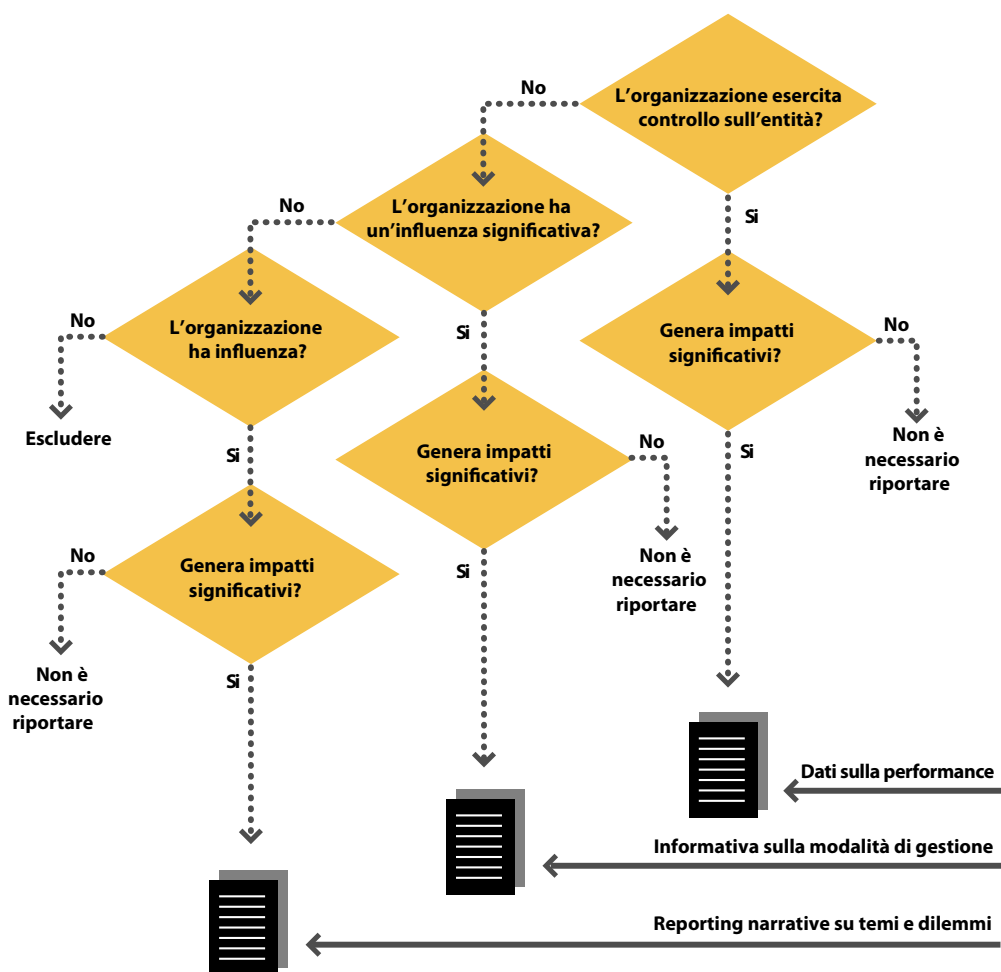 No
L'organizzazione esercita
controllo sull'entità?
No
L'organizzazione ha
un'influenza significativa?
Si
No
L'organizzazione
ha influenza?
Si
Genera impatti
significativi?
No
Escludere
Si
Genera impatti
significativi?
No
Si
Non è
necessario
riportare
No
Genera impatti
significativi?
Si
Non è
necessario
riportare
Non è
necessario
riportare
Si
Dati sulla performance
Informativa sulla modalità di gestione
Reporting narrative su temi e dilemmi